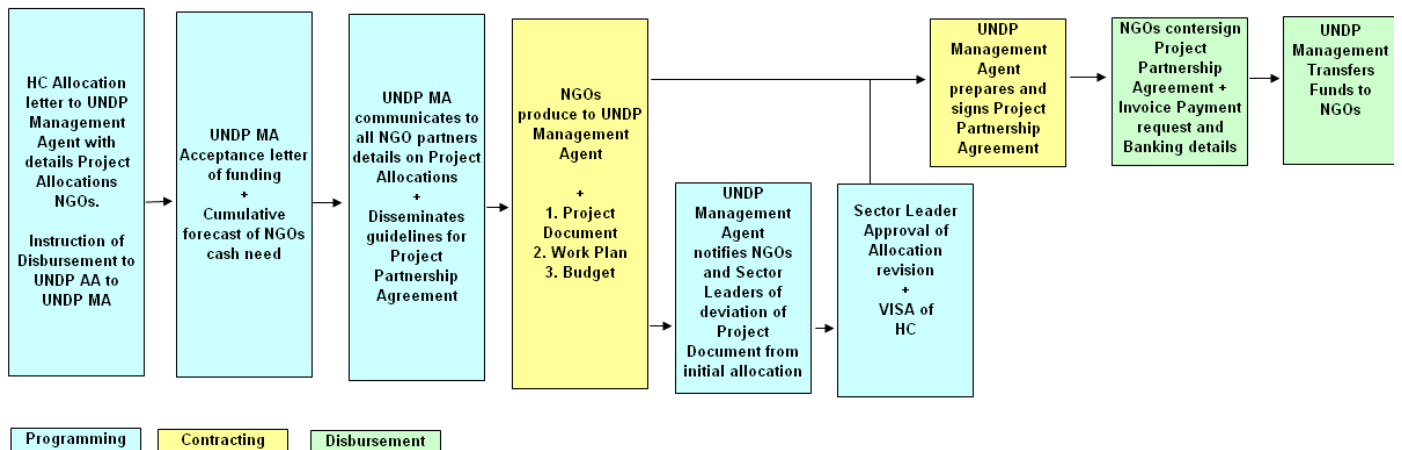 HC Allocation
letter to UNDP
Management
Agent with
details Project
Allocations
NGOs.
Instruction of
Disbursement to
UNDP AA to
UNDP MA
UNDP MA
Acceptance letter
of funding
+
Cumulative
forecast of NGOs
cash need
UNDP MA
communicates to
all NGO partners
details on Project
Allocations
+
Disseminates
guidelines for
Project
Partnership
Agreement
NGOs
produce to UNDP
Management
Agent
+
1. Project
Document
2. Work Plan
3. Budget
UNDP
Management
Agent
notifies NGOs
and Sector
Leaders of
deviation of
Project
Document from
initial allocation
Sector Leader
Approval of
Allocation
revision
+
VISA of
HC
UNDP
Management
Agent
prepares and
signs Project
Partnership
Agreement
NGOs contersign
Project
Partnership
Agreement +
Invoice Payment
request and
Banking details
UNDP
Management
Transfers
Funds to
NGOs
Programming
Contracting
Disbursement